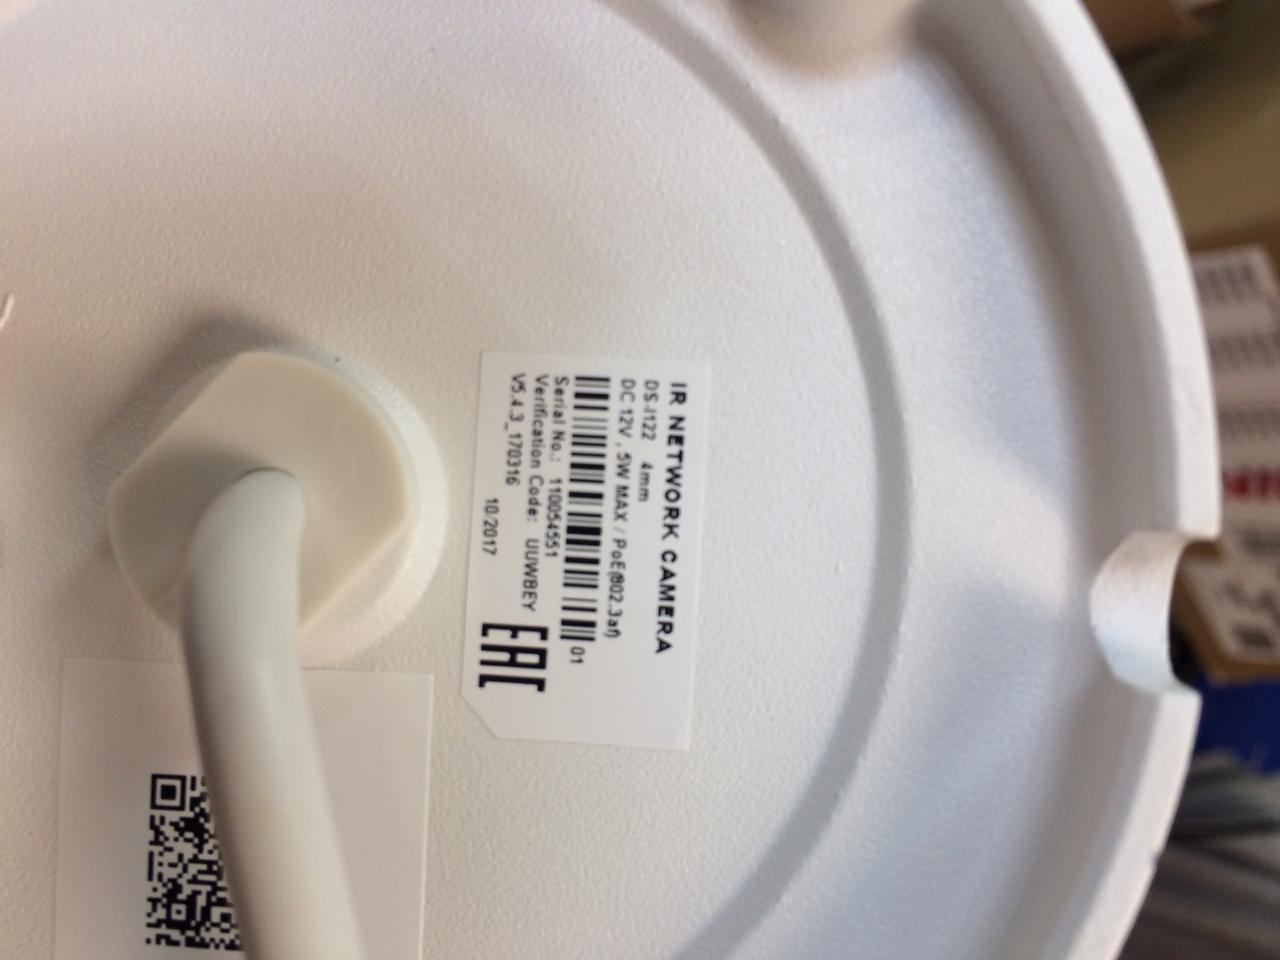 IR NETWORK CAMERA
DS-I122 4mm
DC 12V , 5W MAX / PoE(802.3af)
01
Serial No.: 110054551
Verification Code: UUWBEY
V5.4.3_170316 10/2017
EAC